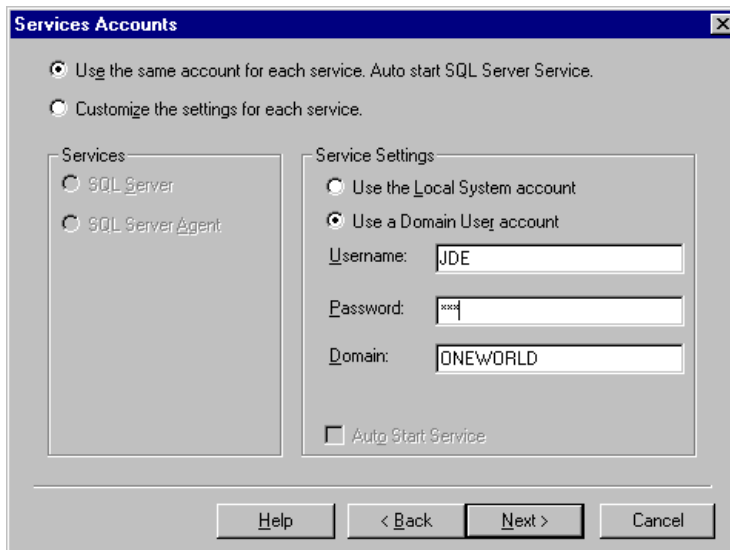 Services Accounts
Use the same account for each service. Auto start SQL Server Service.
Customize the settings for each service.
Services
SQL Server
SQL Server Agent
Service Settings
Use the Local System account
Use a Domain User account
Username: JDE
Password: ***
Domain: ONEWORLD
Auto Start Service
Help < Back Next > Cancel